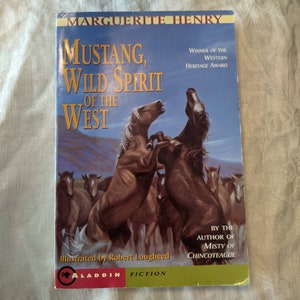 MARGUERITE HENRY
MUSTANG,
WILD SPIRIT
OF THE
WEST
WINNER OF THE
WESTERN
HERITAGE AWARD
Illustrated by Robert Lougheed
BY THE
AUTHOR OF
MISTY OF
CHINCOTEAGUE
ALADDIN
FICTION